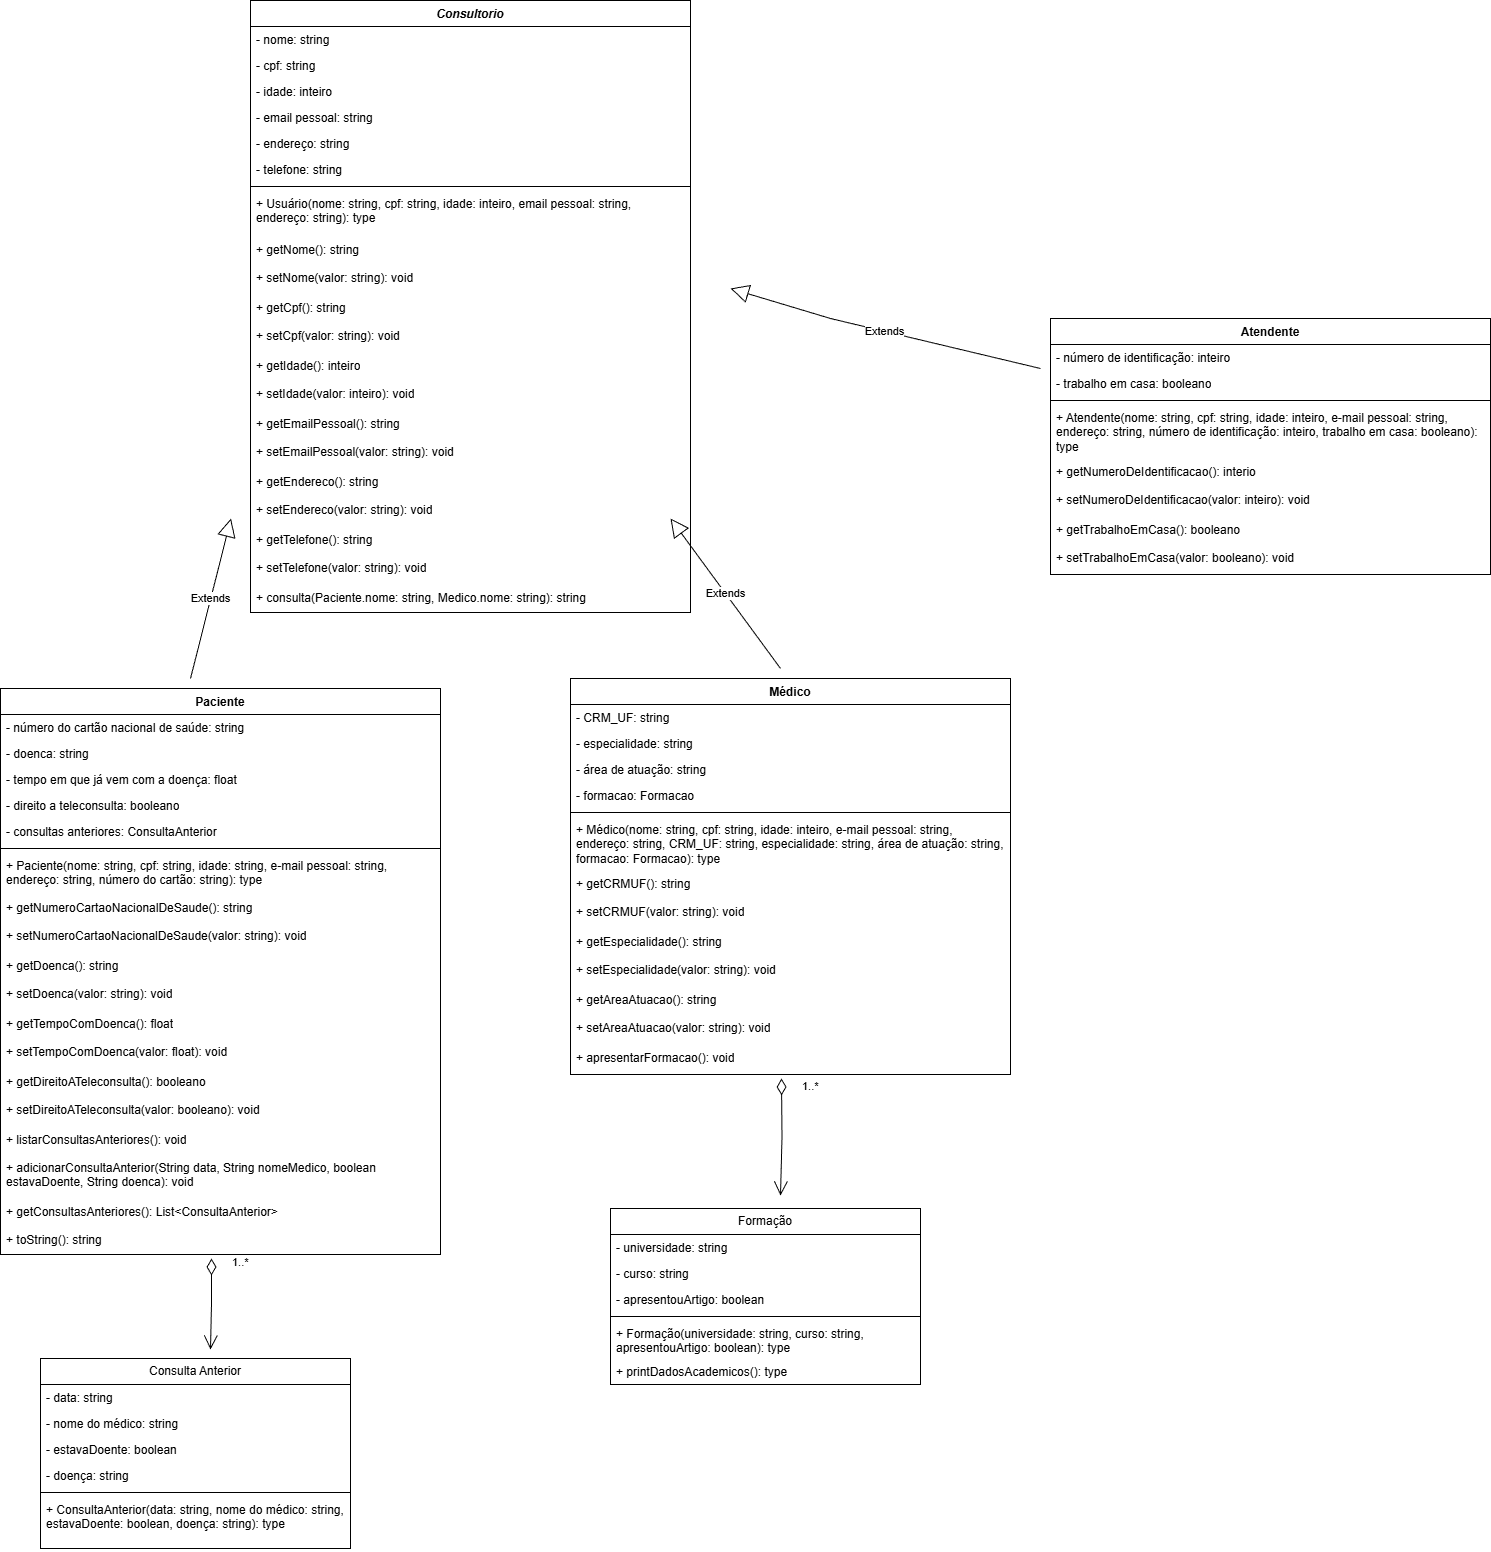 Consultorio
- nome: string
- cpf: string
- idade: inteiro
- email pessoal: string
- endereço: string
- telefone: string
+ Usuário(nome: string, cpf: string, idade: inteiro, email pessoal: string,
endereço: string): type
+ getNome(): string
+ setNome(valor: string): void
+ getCpf(): string
+ setCpf(valor: string): void
+ getIdade(): inteiro
+ setIdade(valor: inteiro): void
+ getEmailPessoal(): string
+ setEmailPessoal(valor: string): void
+ getEndereco(): string
+ setEndereco(valor: string): void
+ getTelefone(): string
+ setTelefone(valor: string): void
+ consulta(Paciente.nome: string, Medico.nome: string): string
Extends
Atendente
- número de identificação: inteiro
- trabalho em casa: booleano
+ Atendente(nome: string, cpf: string, idade: inteiro, e-mail pessoal: string,
endereço: string, número de identificação: inteiro, trabalho em casa: booleano):
type
+ getNumeroDeIdentificacao(): interio
+ setNumeroDeIdentificacao(valor: inteiro): void
+ getTrabalhoEmCasa(): booleano
+ setTrabalhoEmCasa(valor: booleano): void
Extends
Extends
Paciente
- número do cartão nacional de saúde: string
- doenca: string
- tempo em que já vem com a doença: float
- direito a teleconsulta: booleano
- consultas anteriores: ConsultaAnterior
+ Paciente(nome: string, cpf: string, idade: string, e-mail pessoal: string,
endereço: string, número do cartão: string): type
+ getNumeroCartaoNacionalDeSaude(): string
+ setNumeroCartaoNacionalDeSaude(valor: string): void
+ getDoenca(): string
+ setDoenca(valor: string): void
+ getTempoComDoenca(): float
+ setTempoComDoenca(valor: float): void
+ getDireitoATeleconsulta(): booleano
+ setDireitoATeleconsulta(valor: booleano): void
+ listarConsultasAnteriores(): void
+ adicionarConsultaAnterior(String data, String nomeMedico, boolean
estavaDoente, String doenca): void
+ getConsultasAnteriores(): List<ConsultaAnterior>
+ toString(): string
1..*
Médico
- CRM_UF: string
- especialidade: string
- área de atuação: string
- formacao: Formacao
+ Médico(nome: string, cpf: string, idade: inteiro, e-mail pessoal: string,
endereço: string, CRM_UF: string, especialidade: string, área de atuação: string,
formacao: Formacao): type
+ getCRMUF(): string
+ setCRMUF(valor: string): void
+ getEspecialidade(): string
+ setEspecialidade(valor: string): void
+ getAreaAtuacao(): string
+ setAreaAtuacao(valor: string): void
+ apresentarFormacao(): void
1..*
Formação
- universidade: string
- curso: string
- apresentouArtigo: boolean
+ Formação(universidade: string, curso: string,
apresentouArtigo: boolean): type
+ printDadosAcademicos(): type
Consulta Anterior
- data: string
- nome do médico: string
- estavaDoente: boolean
- doença: string
+ ConsultaAnterior(data: string, nome do médico: string,
estavaDoente: boolean, doença: string): type